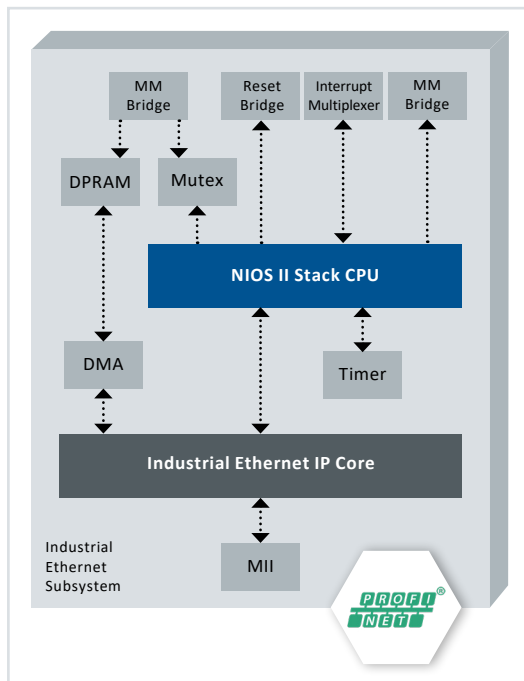 MM
Bridge
Reset
Bridge
Interrupt
Multiplexer
MM
Bridge
DPRAM
Mutex
NIOS II Stack CPU
DMA
Timer
Industrial Ethernet IP Core
Industrial
Ethernet
Subsystem
MII
PROFI
NET
®